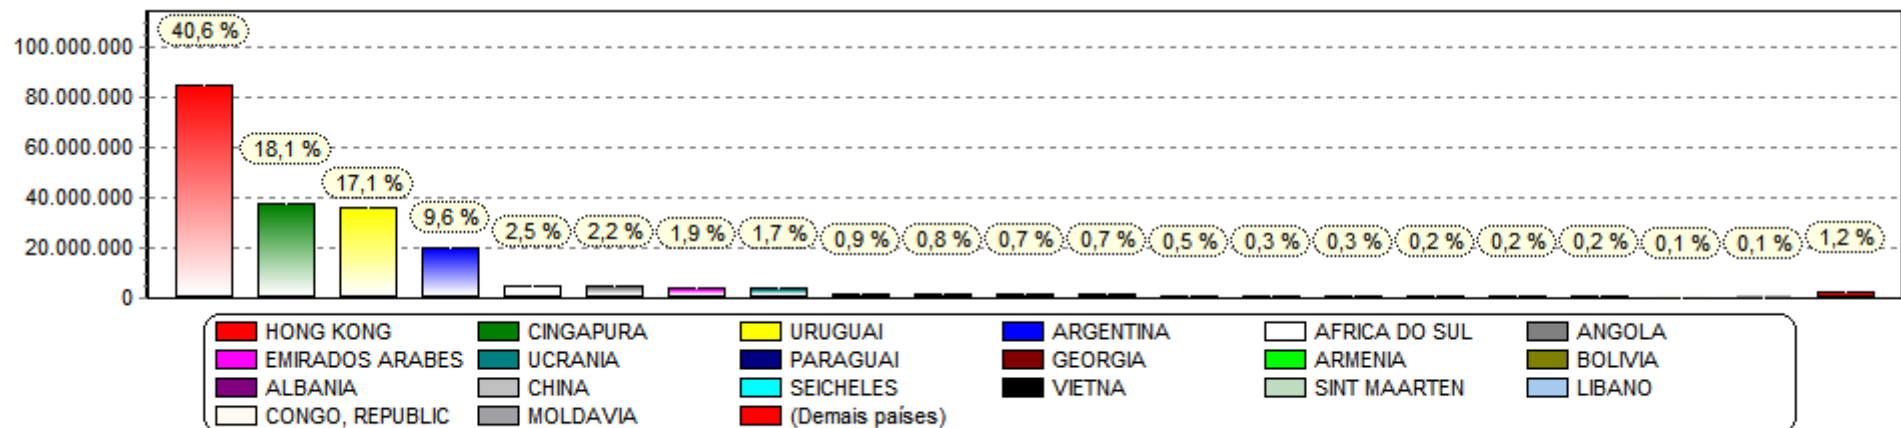 40,6 %
100.000.000
80.000.000
60.000.000
18,1 %
17,1 %
40.000.000
9,6 %
2,5 % 2,2 % 1,9 % 1,7 % 0,9 % 0,8 % 0,7 % 0,7 % 0,5 % 0,3 % 0,3 % 0,2 % 0,2 % 0,2 % 0,1 % 0,1 % 1,2 %
20.000.000
0
HONG KONG CINGAPURA URUGUAI ARGENTINA AFRICA DO SUL ANGOLA
EMIRADOS ARABES UCRANIA PARAGUAI GEORGIA ARMENIA BOLIVIA
ALBANIA CHINA SEICHELES VIETNA SINT MAARTEN LIBANO
CONGO, REPUBLIC MOLDAVIA (Demais países)